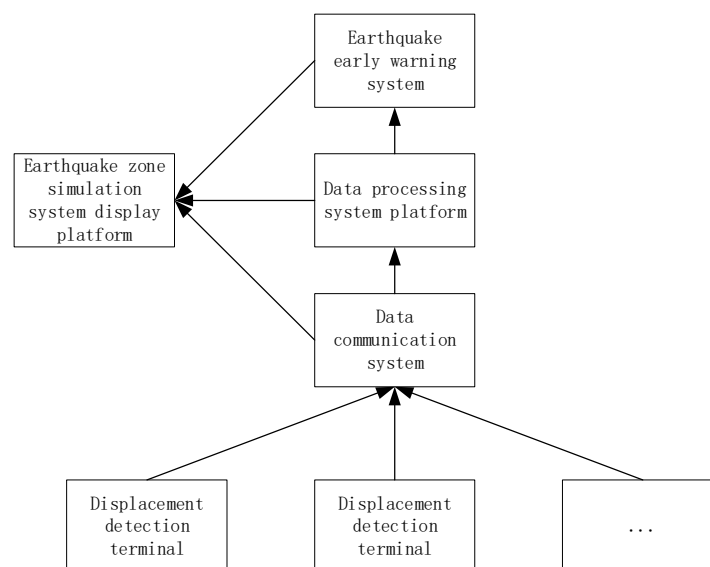 Earthquake
early warning
system
Earthquake zone
simulation
system display
platform
Data processing
system platform
Data
communication
system
Displacement
detection
terminal
Displacement
detection
terminal
...